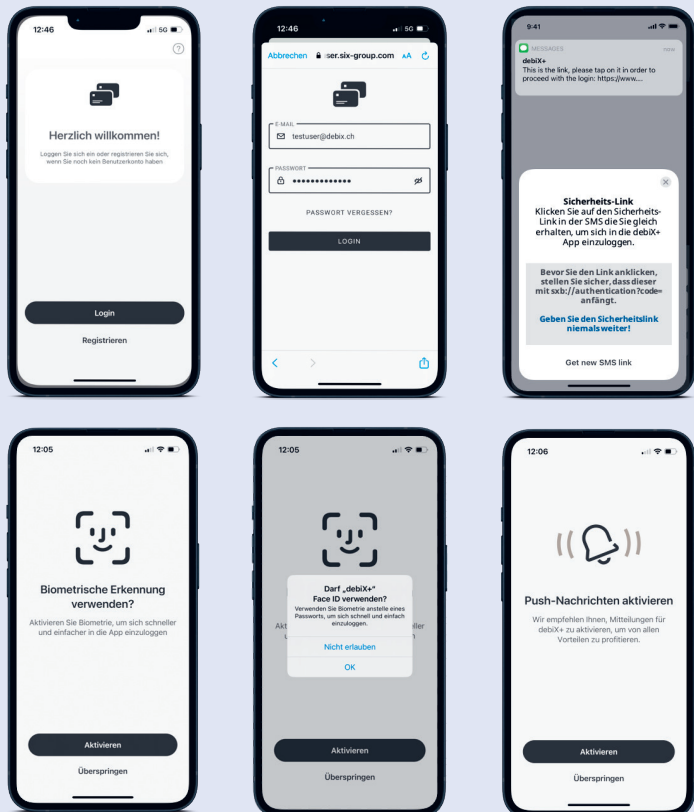 12:46
5G
?
Herzlich willkommen!
Loggen Sie sich ein oder registrieren Sie sich,
wenn Sie noch kein Benutzerkonto haben
Login
Registrieren
12:46
5G
Abbrechen
ser.six-group.com
AA
E-MAIL
testuser@debix.ch
PASSWORT
PASSWORT VERGESSEN?
LOGIN
9:41
MESSAGES
now
debiX+
This is the link, please tap on it in order to
proceed with the login: https://www....
Sicherheits-Link
Klicken Sie auf den Sicherheits-
Link in der SMS die Sie gleich
erhalten, um sich in die debiX+
App einzuloggen.
Bevor Sie den Link anklicken,
stellen Sie sicher, dass dieser
mit sxb://authentication?code=
anfängt.
Geben Sie den Sicherheitslink
niemals weiter!
Get new SMS link
12:05
Biometrische Erkennung
verwenden?
Aktivieren Sie Biometrie, um sich schneller
und einfacher in die App einzuloggen
Aktivieren
Überspringen
12:05
Darf „debiX+"
Face ID verwenden?
Verwenden Sie Biometrie anstelle eines
Passworts, um sich schnell und einfach
einzuloggen.
Nicht erlauben
OK
Aktivieren
Überspringen
12:06
Push-Nachrichten aktivieren
Wir empfehlen Ihnen, Mitteilungen für
debiX+ zu aktivieren, um von allen
Vorteilen zu profitieren.
Aktivieren
Überspringen